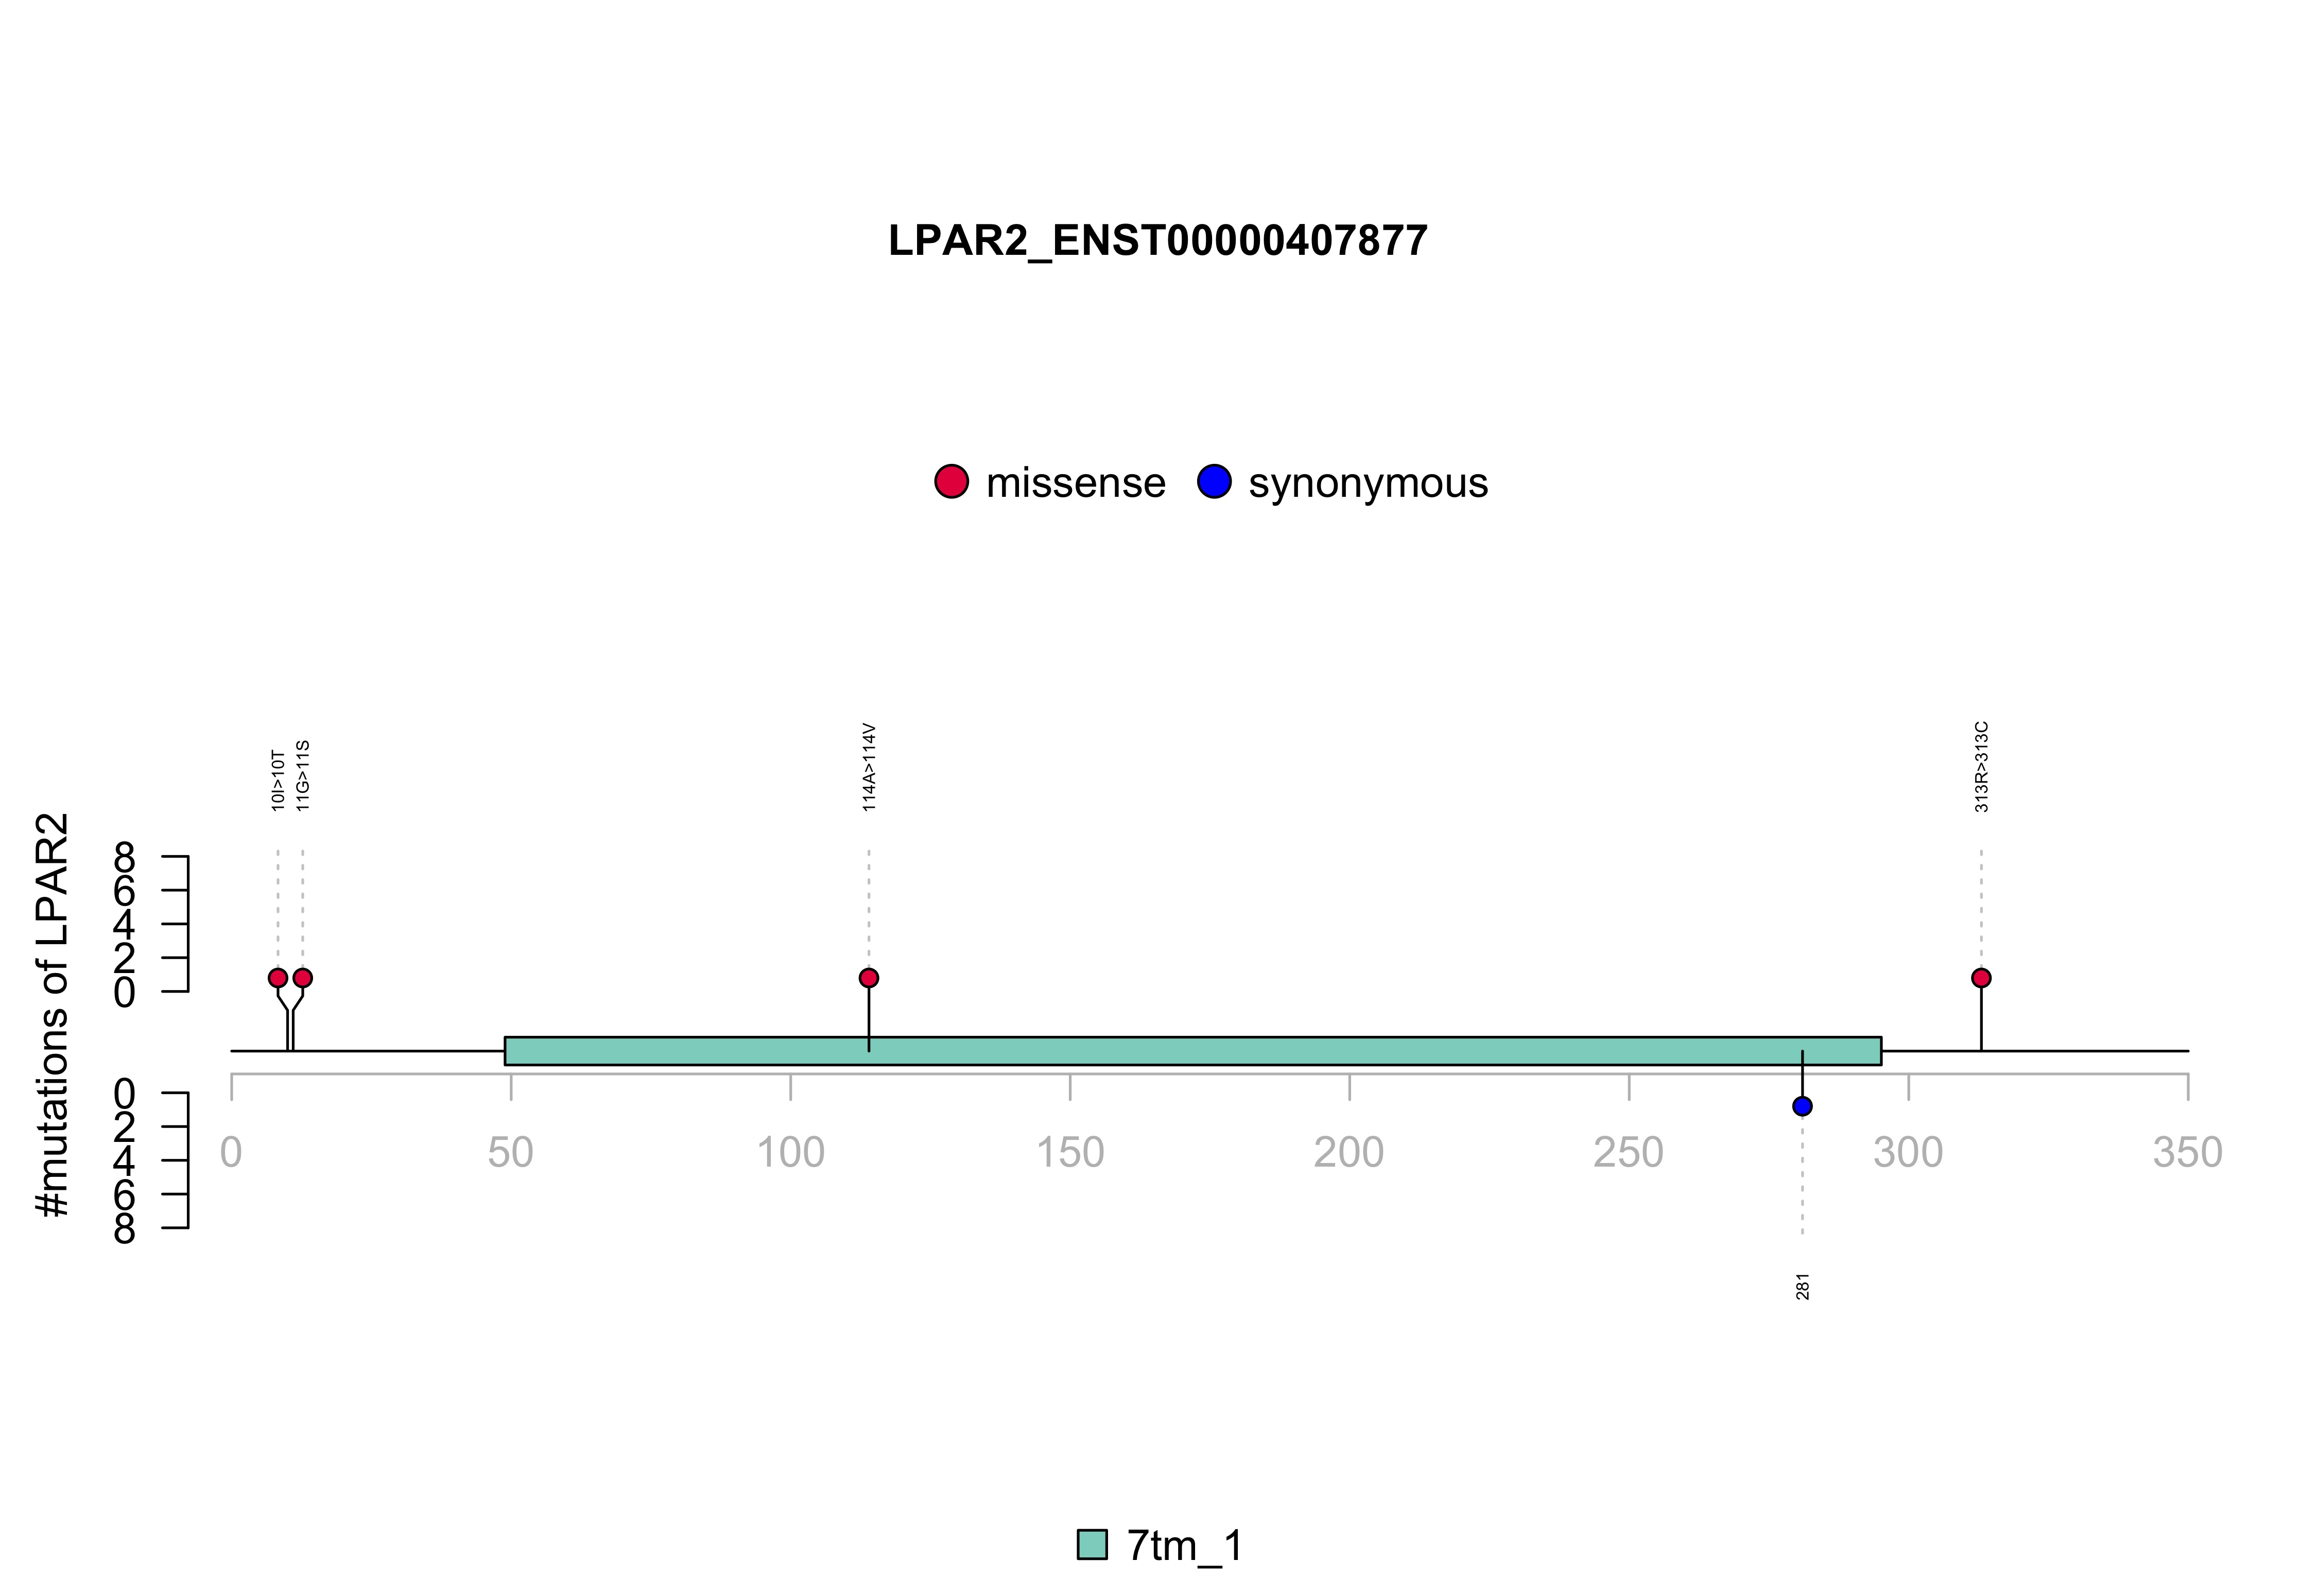 LPAR2_ENST00000407877
missense synonymous
10I>10T
11G>11S
114A>114V
313R>313C
#mutations of LPAR2
8
6
4
2
0
0
2
4
6
8
0 50 100 150 200 250 300 350
281
7tm_1